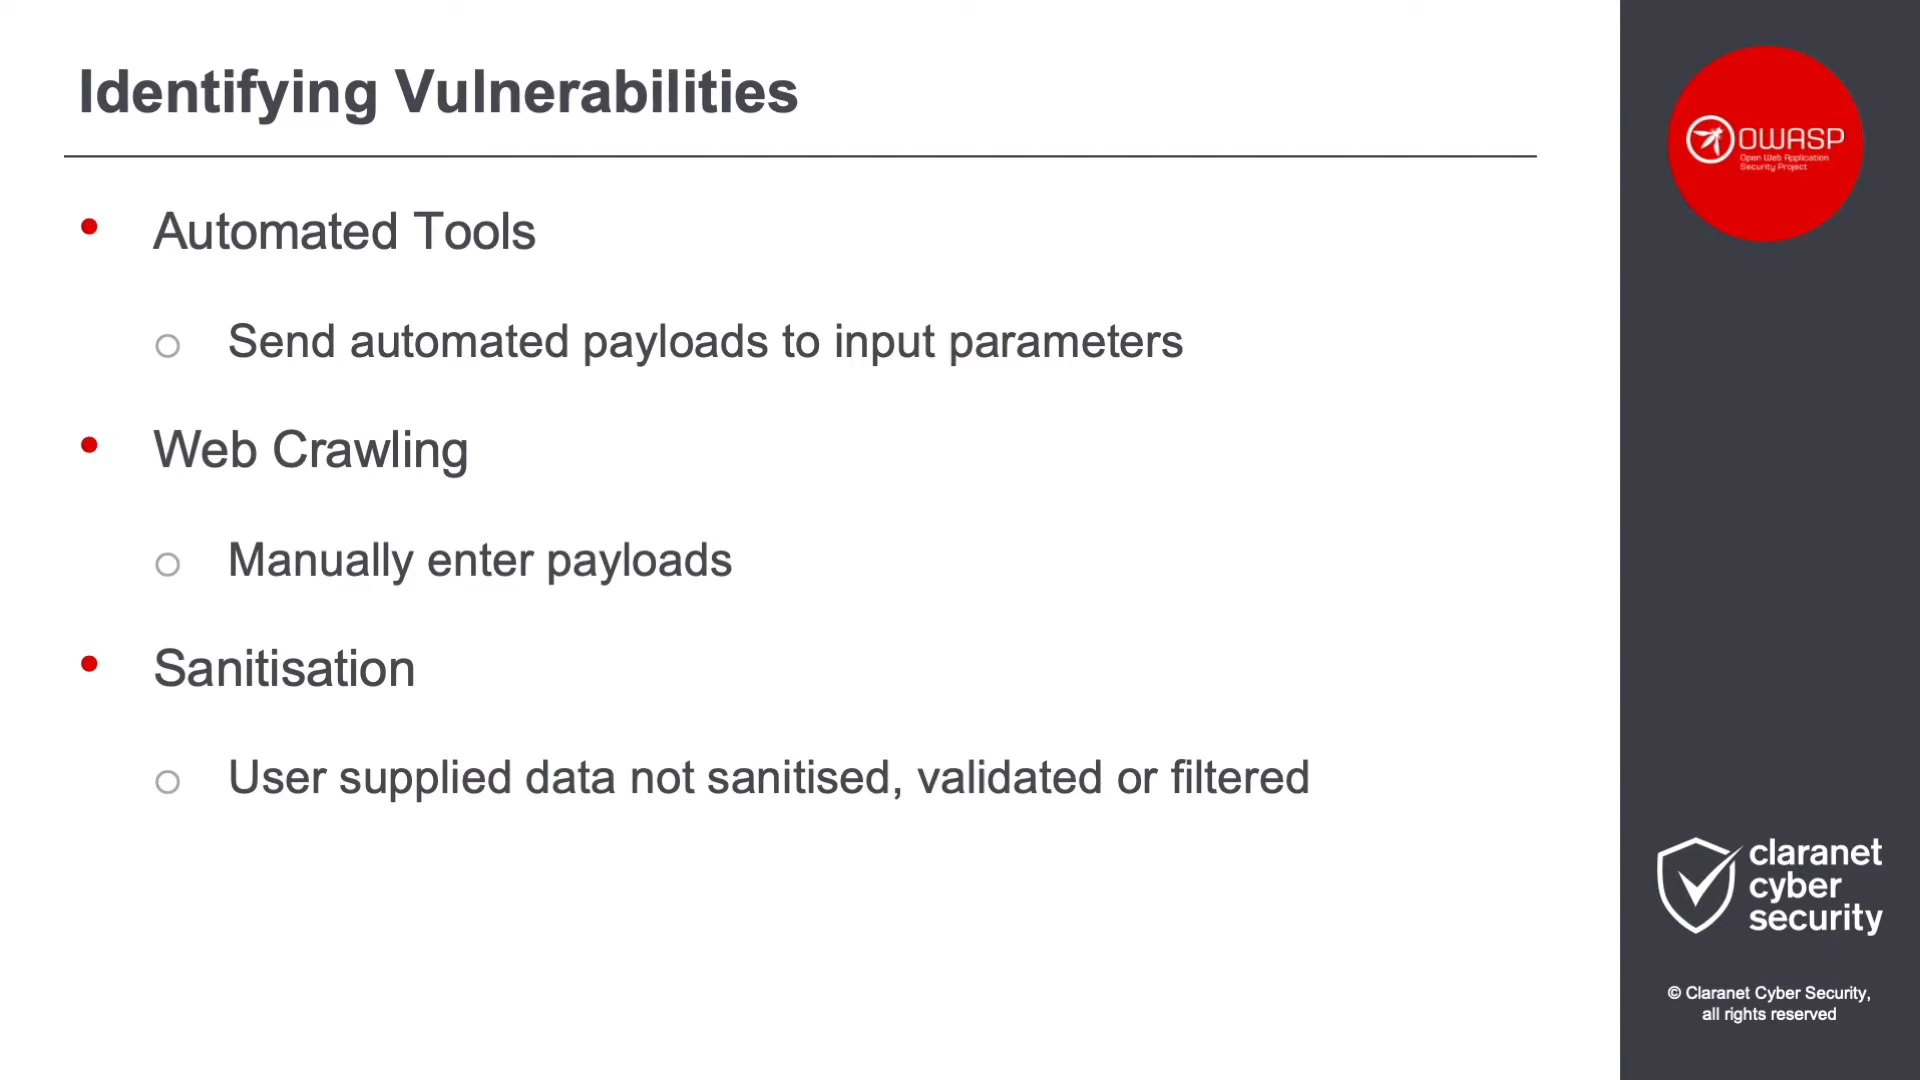 Identifying Vulnerabilities
• Automated Tools
○ Send automated payloads to input parameters
• Web Crawling
○ Manually enter payloads
• Sanitisation
○ User supplied data not sanitised, validated or filtered
OWASP
Open Web Application
Security Project
claranet
cyber
security
© Claranet Cyber Security,
all rights reserved